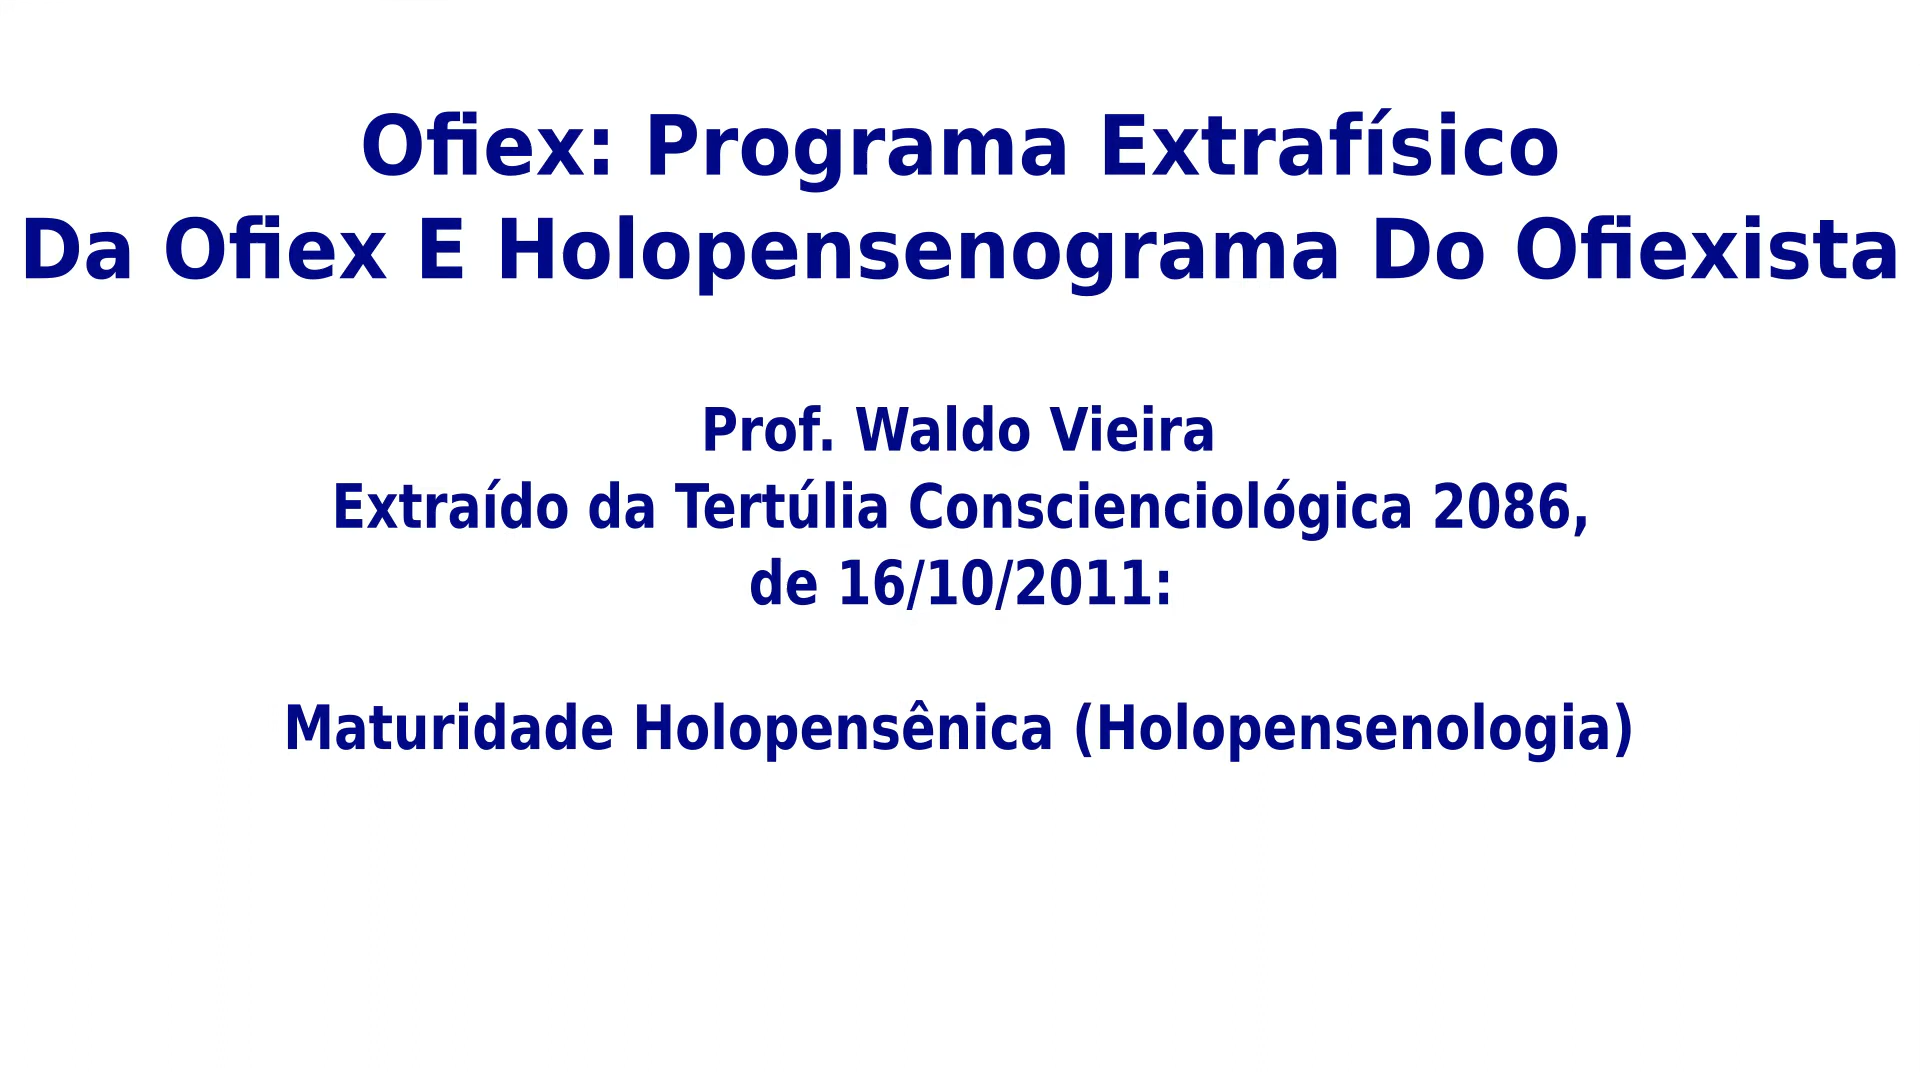 Ofiex: Programa Extrafísico
Da Ofiex E Holopensenograma Do Ofiexista
Prof. Waldo Vieira
Extraído da Tertúlia Conscienciológica 2086,
de 16/10/2011:
Maturidade Holopensênica (Holopensenologia)